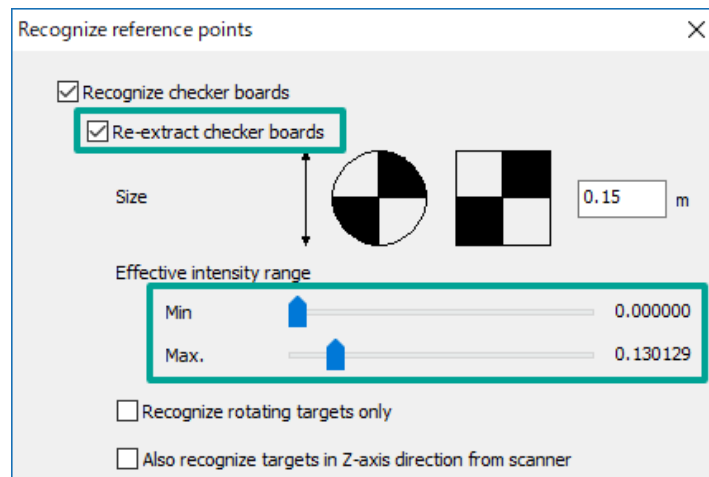 Recognize reference points
Recognize checker boards
Re-extract checker boards
Size
0.15 m
Effective intensity range
Min 0.000000
Max. 0.130129
Recognize rotating targets only
Also recognize targets in Z-axis direction from scanner